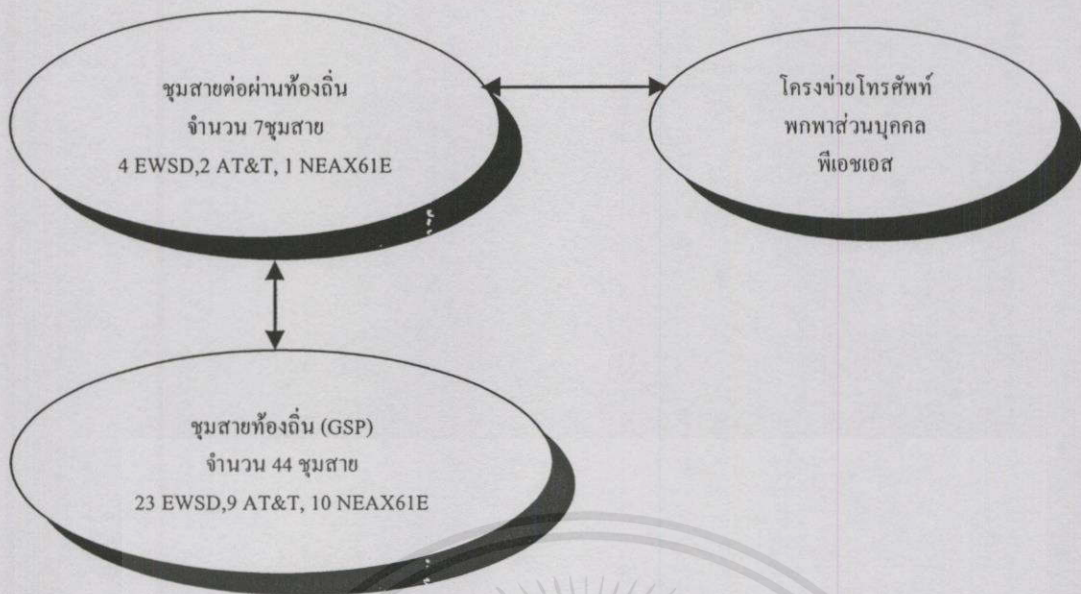 ชุมสายต่อผ่านท้องถิ่น
จำนวน 7ชุมสาย
4 EWSD,2 AT&T, 1 NEAX61E
โครงข่ายโทรศัพท์
พกพาส่วนบุคคล
พีเอชเอส
ชุมสายท้องถิ่น (GSP)
จำนวน 44 ชุมสาย
23 EWSD,9 AT&T, 10 NEAX61E